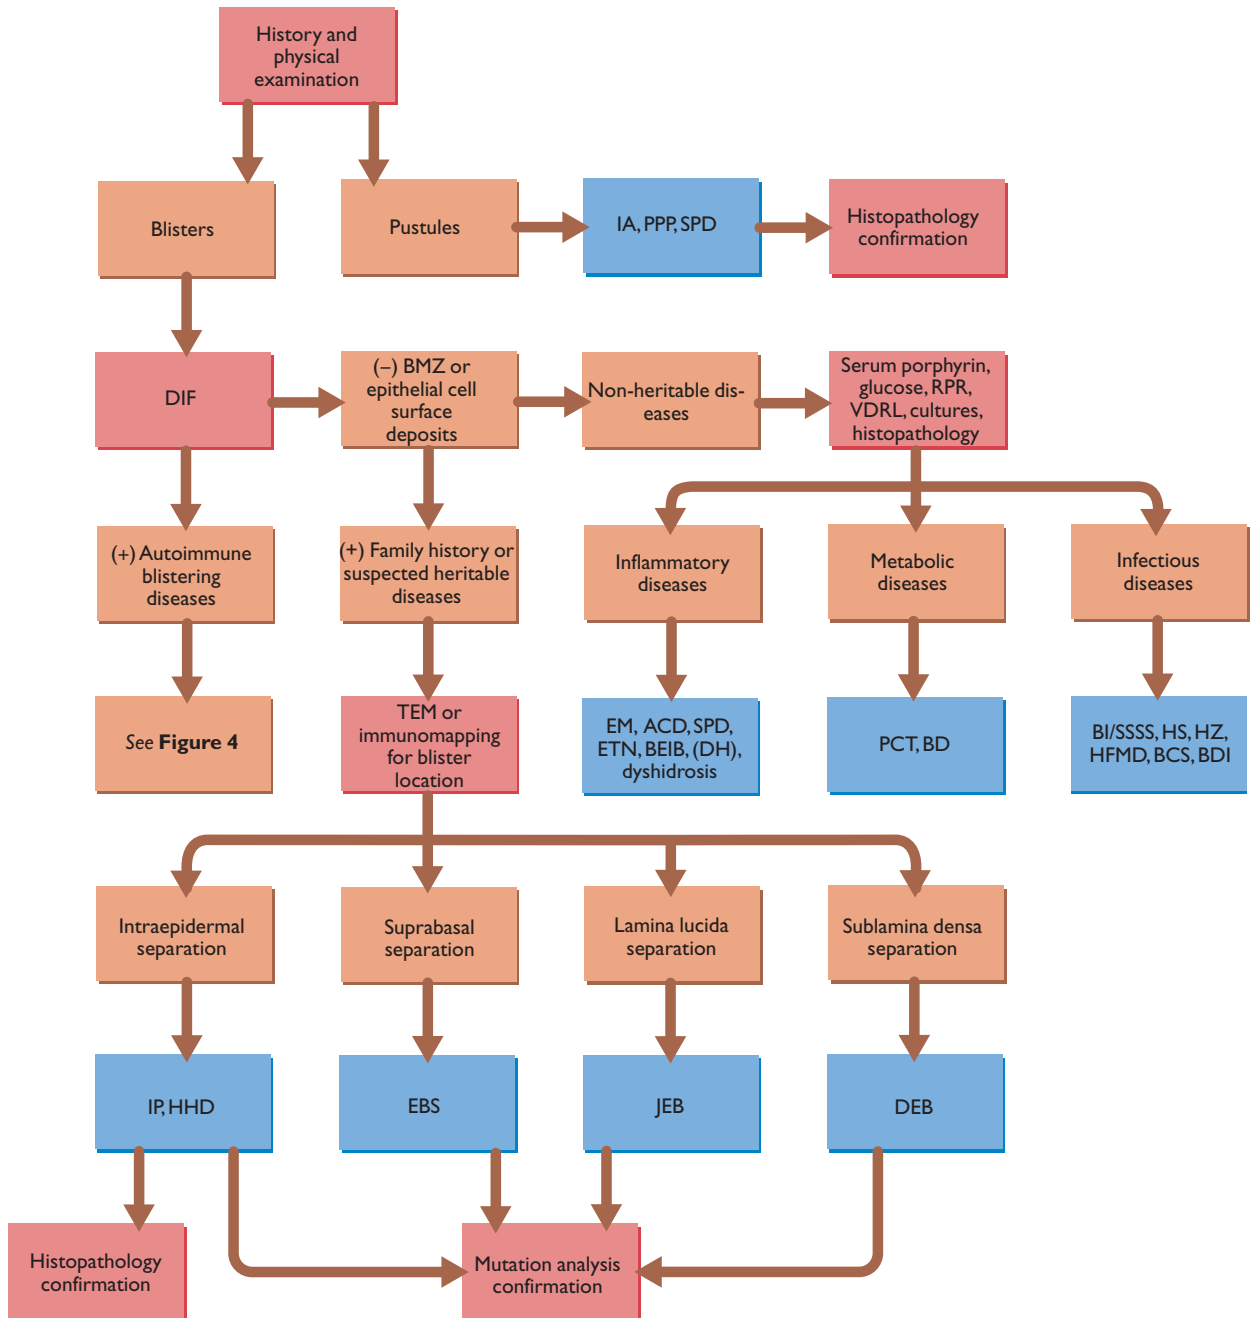 History and
physical
examination
Blisters
Pustules
IA, PPP, SPD
Histopathology
confirmation
DIF
(–) BMZ or
epithelial cell
surface
deposits
Non-heritable dis-
eases
Serum porphyrin,
glucose, RPR,
VDRL, cultures,
histopathology
(+) Autoimmune
blistering
diseases
(+) Family history or
suspected heritable
diseases
Inflammatory
diseases
Metabolic
diseases
Infectious
diseases
See Figure 4
TEM or
immunomapping
for blister
location
EM, ACD, SPD,
ETN, BEIB, (DH),
dyshidrosis
PCT, BD
BI/SSSS, HS, HZ,
HFMD, BCS, BDI
Intraepidermal
separation
Suprabasal
separation
Lamina lucida
separation
Sublamina densa
separation
IP, HHD
EBS
JEB
DEB
Histopathology
confirmation
Mutation analysis
confirmation